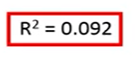 R² = 0.092